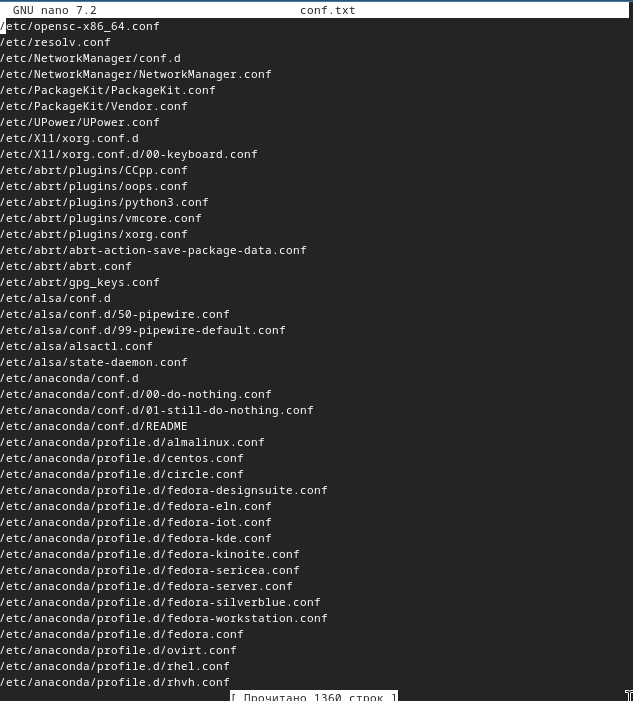 GNU nano 7.2 conf.txt
/etc/opensc-x86_64.conf
/etc/resolv.conf
/etc/NetworkManager/conf.d
/etc/NetworkManager/NetworkManager.conf
/etc/PackageKit/PackageKit.conf
/etc/PackageKit/Vendor.conf
/etc/UPower/UPower.conf
/etc/X11/xorg.conf.d
/etc/X11/xorg.conf.d/00-keyboard.conf
/etc/abrt/plugins/CCpp.conf
/etc/abrt/plugins/oops.conf
/etc/abrt/plugins/python3.conf
/etc/abrt/plugins/vmcore.conf
/etc/abrt/plugins/xorg.conf
/etc/abrt/abrt-action-save-package-data.conf
/etc/abrt/abrt.conf
/etc/abrt/gpg_keys.conf
/etc/alsa/conf.d
/etc/alsa/conf.d/50-pipewire.conf
/etc/alsa/conf.d/99-pipewire-default.conf
/etc/alsa/alsactl.conf
/etc/alsa/state-daemon.conf
/etc/anaconda/conf.d
/etc/anaconda/conf.d/00-do-nothing.conf
/etc/anaconda/conf.d/01-still-do-nothing.conf
/etc/anaconda/conf.d/README
/etc/anaconda/profile.d/almalinux.conf
/etc/anaconda/profile.d/centos.conf
/etc/anaconda/profile.d/circle.conf
/etc/anaconda/profile.d/fedora-designsuite.conf
/etc/anaconda/profile.d/fedora-eln.conf
/etc/anaconda/profile.d/fedora-iot.conf
/etc/anaconda/profile.d/fedora-kde.conf
/etc/anaconda/profile.d/fedora-kinoite.conf
/etc/anaconda/profile.d/fedora-sericea.conf
/etc/anaconda/profile.d/fedora-server.conf
/etc/anaconda/profile.d/fedora-silverblue.conf
/etc/anaconda/profile.d/fedora-workstation.conf
/etc/anaconda/profile.d/fedora.conf
/etc/anaconda/profile.d/ovirt.conf
/etc/anaconda/profile.d/rhel.conf
/etc/anaconda/profile.d/rhvh.conf
[ Прочитано 1360 строк ]